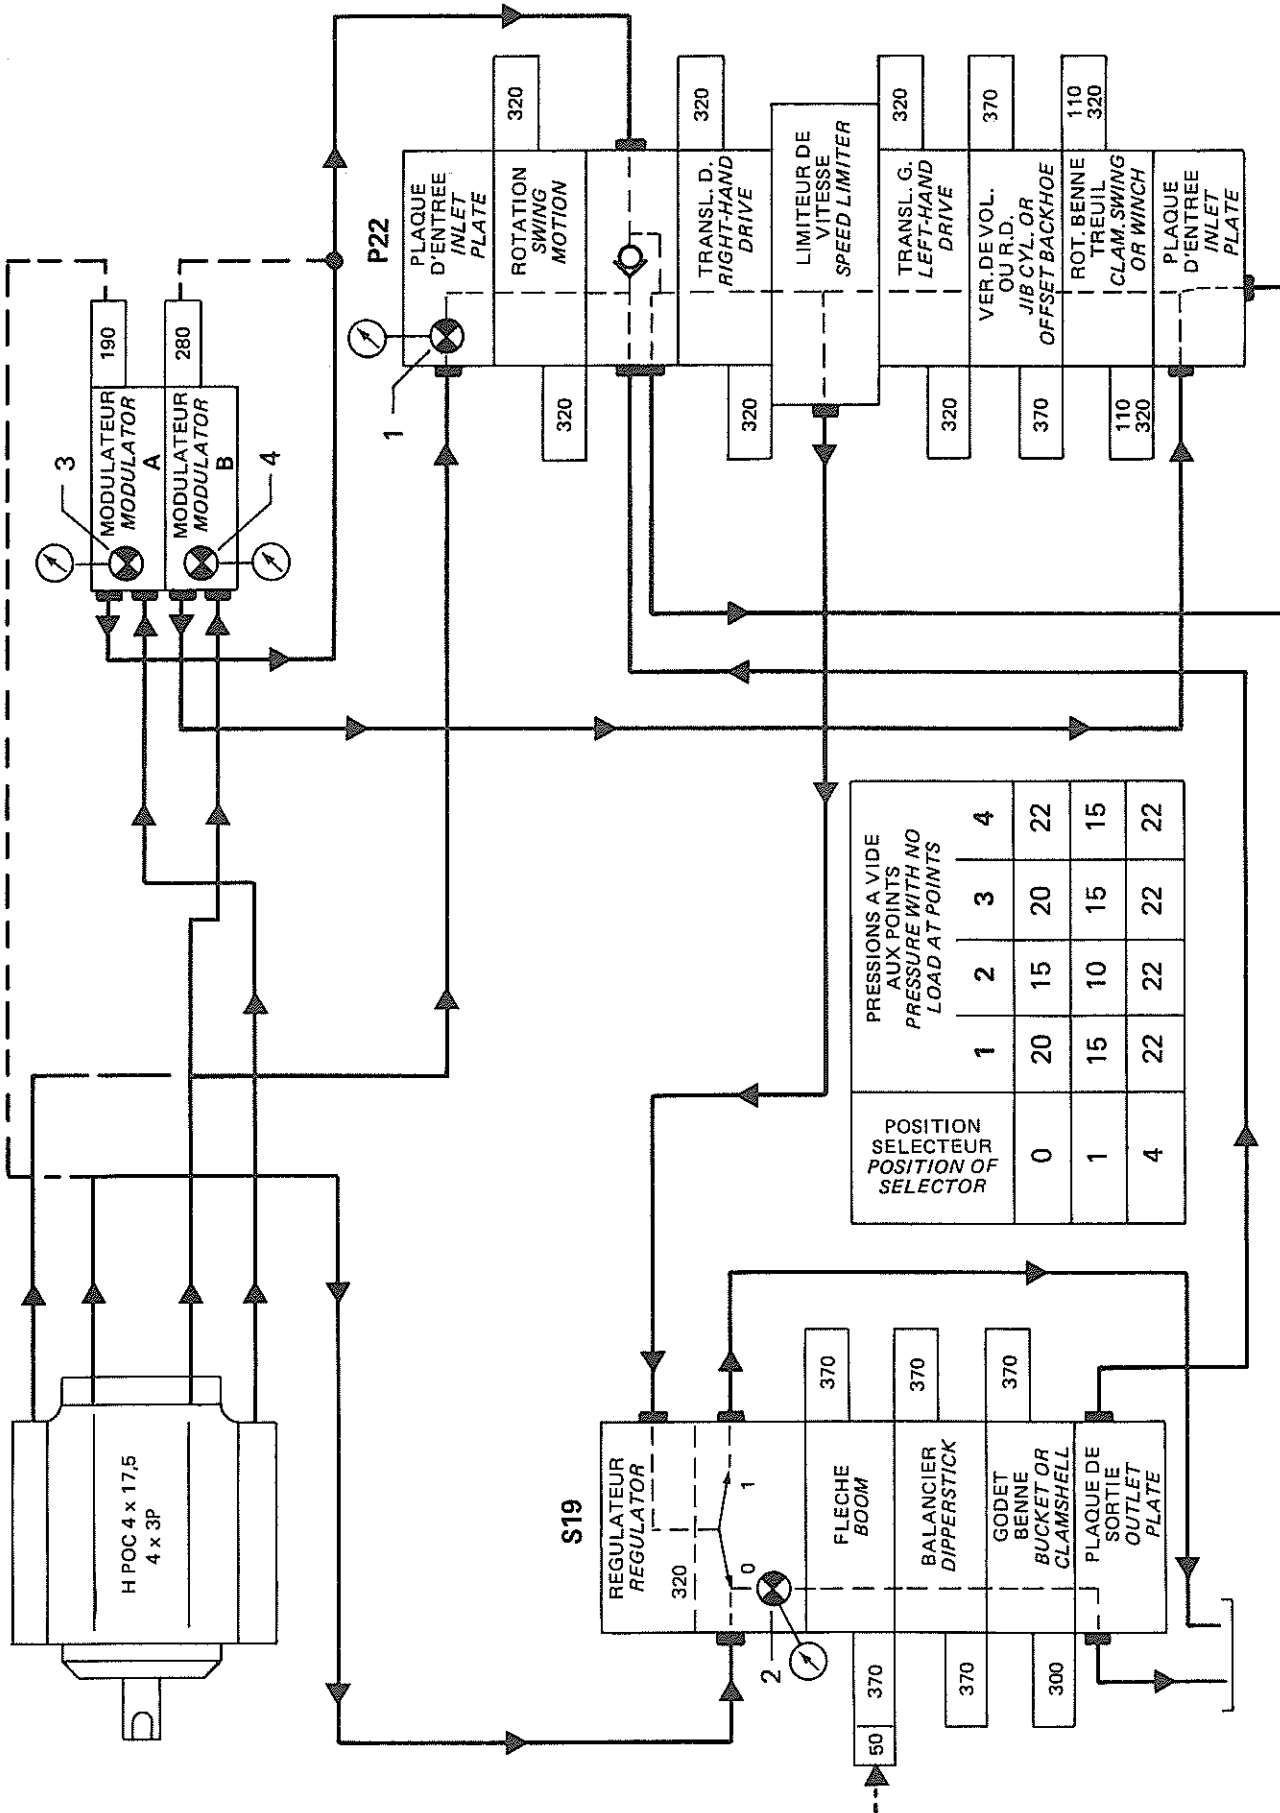 H POC 4 x 17,5
4 x 3P
3
MODULATEUR
MODULATOR
A
190
MODULATEUR
MODULATOR
B
280
4
P22
1
PLAQUE
D'ENTREE
INLET
PLATE
ROTATION
SWING
MOTION
320
320
TRANSL. D.
RIGHT-HAND
DRIVE
320
320
LIMITEUR DE
VITESSE
SPEED LIMITER
TRANSL. G.
LEFT-HAND
DRIVE
320
320
VER. DE VOL.
OU R.D.
JIB CYL. OR
OFFSET BACKHOE
370
370
ROT. BENNE
TREUIL
CLAM. SWING
OR WINCH
110
320
110
320
PLAQUE
D'ENTREE
INLET
PLATE
S19
REGULATEUR
REGULATOR
320
0
1
2
FLECHE
BOOM
370
50
370
BALANCIER
DIPPERSTICK
370
370
GODET
BENNE
BUCKET OR
CLAMSHELL
370
300
PLAQUE DE
SORTIE
OUTLET
PLATE
POSITION
SELECTEUR
POSITION OF
SELECTOR
PRESSIONS A VIDE
AUX POINTS
PRESSURE WITH NO
LOAD AT POINTS
1 2 3 4
0 20 15 20 22
1 15 10 15 15
4 22 22 22 22